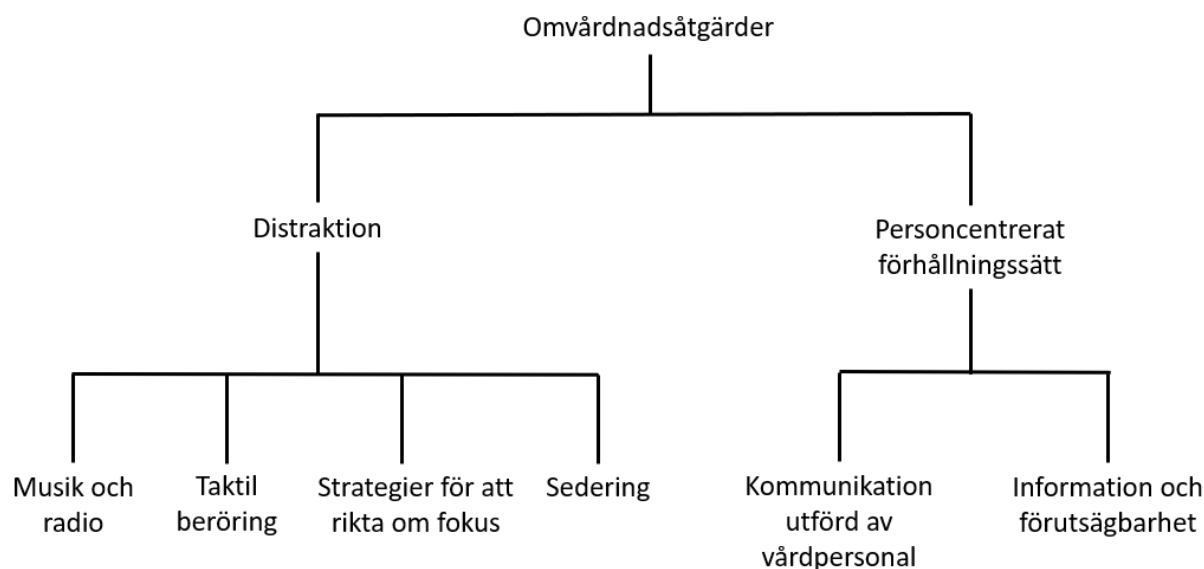 Omvårdnadsåtgärder
Distraktion
Personcentrerat
förhållningssätt
Musik och
radio
Taktil
beröring
Strategier för att
rikta om fokus
Sedering
Kommunikation
utförd av
vårdpersonal
Information och
förutsägbarhet